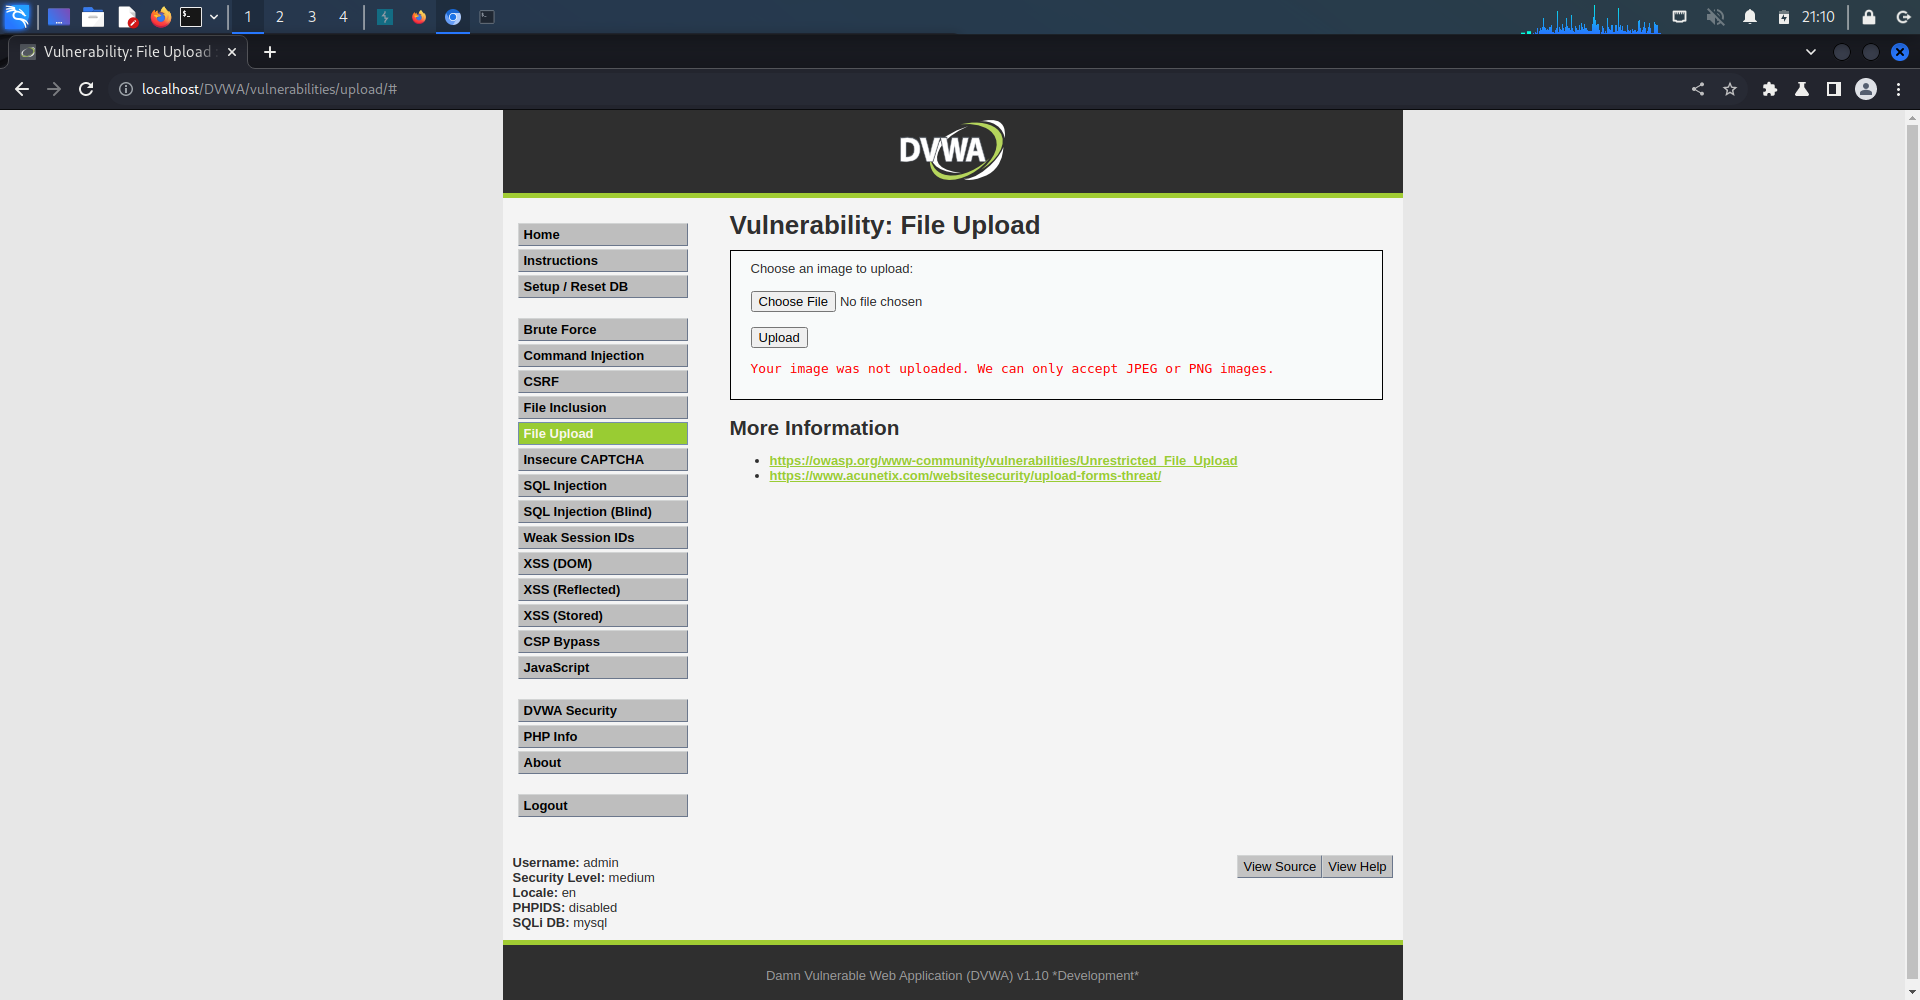 1 2 3 4
21:10
Vulnerability: File Upload
localhost/DVWA/vulnerabilities/upload/#
DVWA
Home
Instructions
Setup / Reset DB
Brute Force
Command Injection
CSRF
File Inclusion
File Upload
Insecure CAPTCHA
SQL Injection
SQL Injection (Blind)
Weak Session IDs
XSS (DOM)
XSS (Reflected)
XSS (Stored)
CSP Bypass
JavaScript
DVWA Security
PHP Info
About
Logout
Vulnerability: File Upload
Choose an image to upload:
Choose File No file chosen
Upload
Your image was not uploaded. We can only accept JPEG or PNG images.
More Information
• https://owasp.org/www-community/vulnerabilities/Unrestricted_File_Upload
• https://www.acunetix.com/websitesecurity/upload-forms-threat/
Username: admin
Security Level: medium
Locale: en
PHPIDS: disabled
SQLi DB: mysql
View Source View Help
Damn Vulnerable Web Application (DVWA) v1.10 *Development*